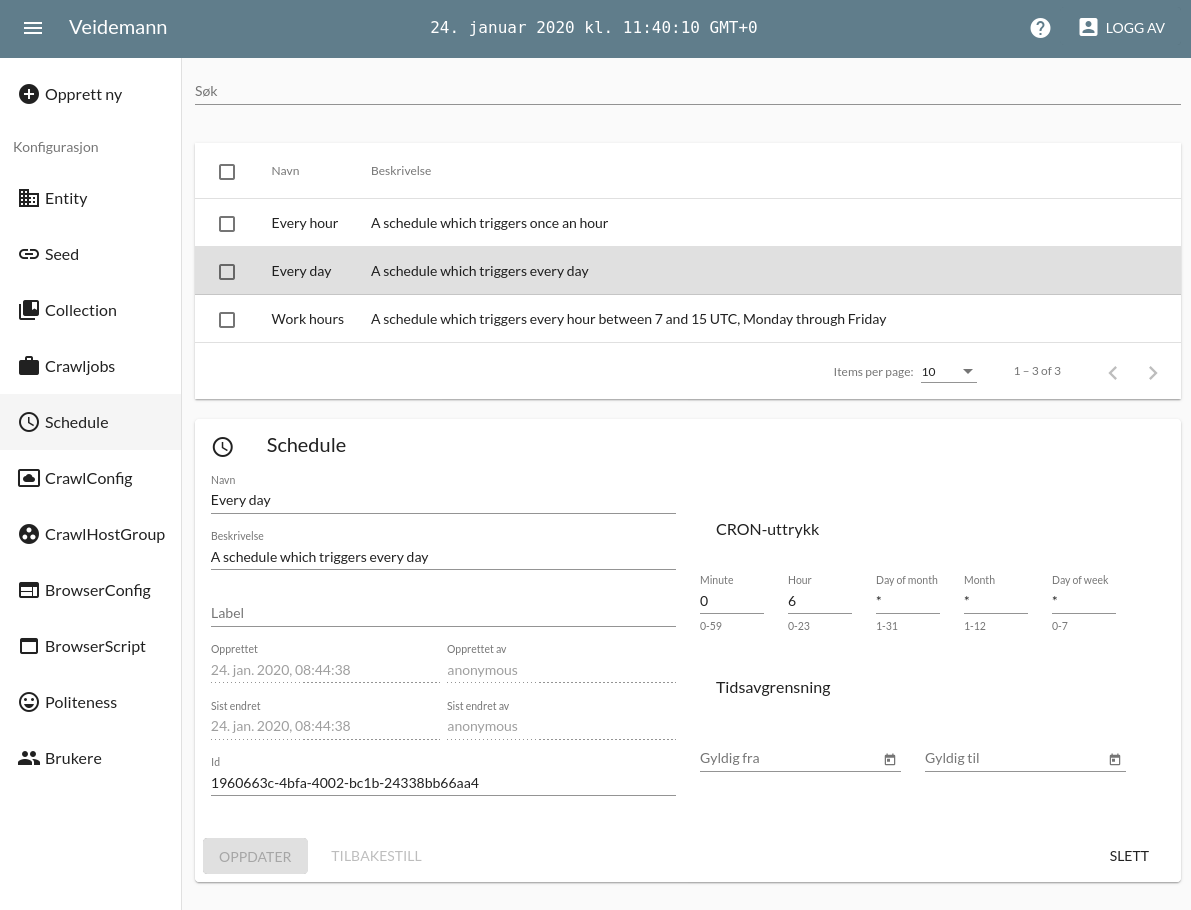 Veidemann
24. januar 2020 kl. 11:40:10 GMT+0
LOGG AV
Opprett ny
Konfigurasjon
Entity
Seed
Collection
Crawljobs
Schedule
CrawlConfig
CrawlHostGroup
BrowserConfig
BrowserScript
Politeness
Brukere
Søk
Navn Beskrivelse
Every hour A schedule which triggers once an hour
Every day A schedule which triggers every day
Work hours A schedule which triggers every hour between 7 and 15 UTC, Monday through Friday
Items per page: 10 1 – 3 of 3
Schedule
Navn
Every day
Beskrivelse
A schedule which triggers every day
Label
Opprettet Opprettet av
24. jan. 2020, 08:44:38 anonymous
Sist endret Sist endret av
24. jan. 2020, 08:44:38 anonymous
Id
1960663c-4bfa-4002-bc1b-24338bb66aa4
CRON-uttrykk
Minute Hour Day of month Month Day of week
0 6 * * *
0-59 0-23 1-31 1-12 0-7
Tidsavgrensning
Gyldig fra Gyldig til
OPPDATER TILBAKESTILL SLETT